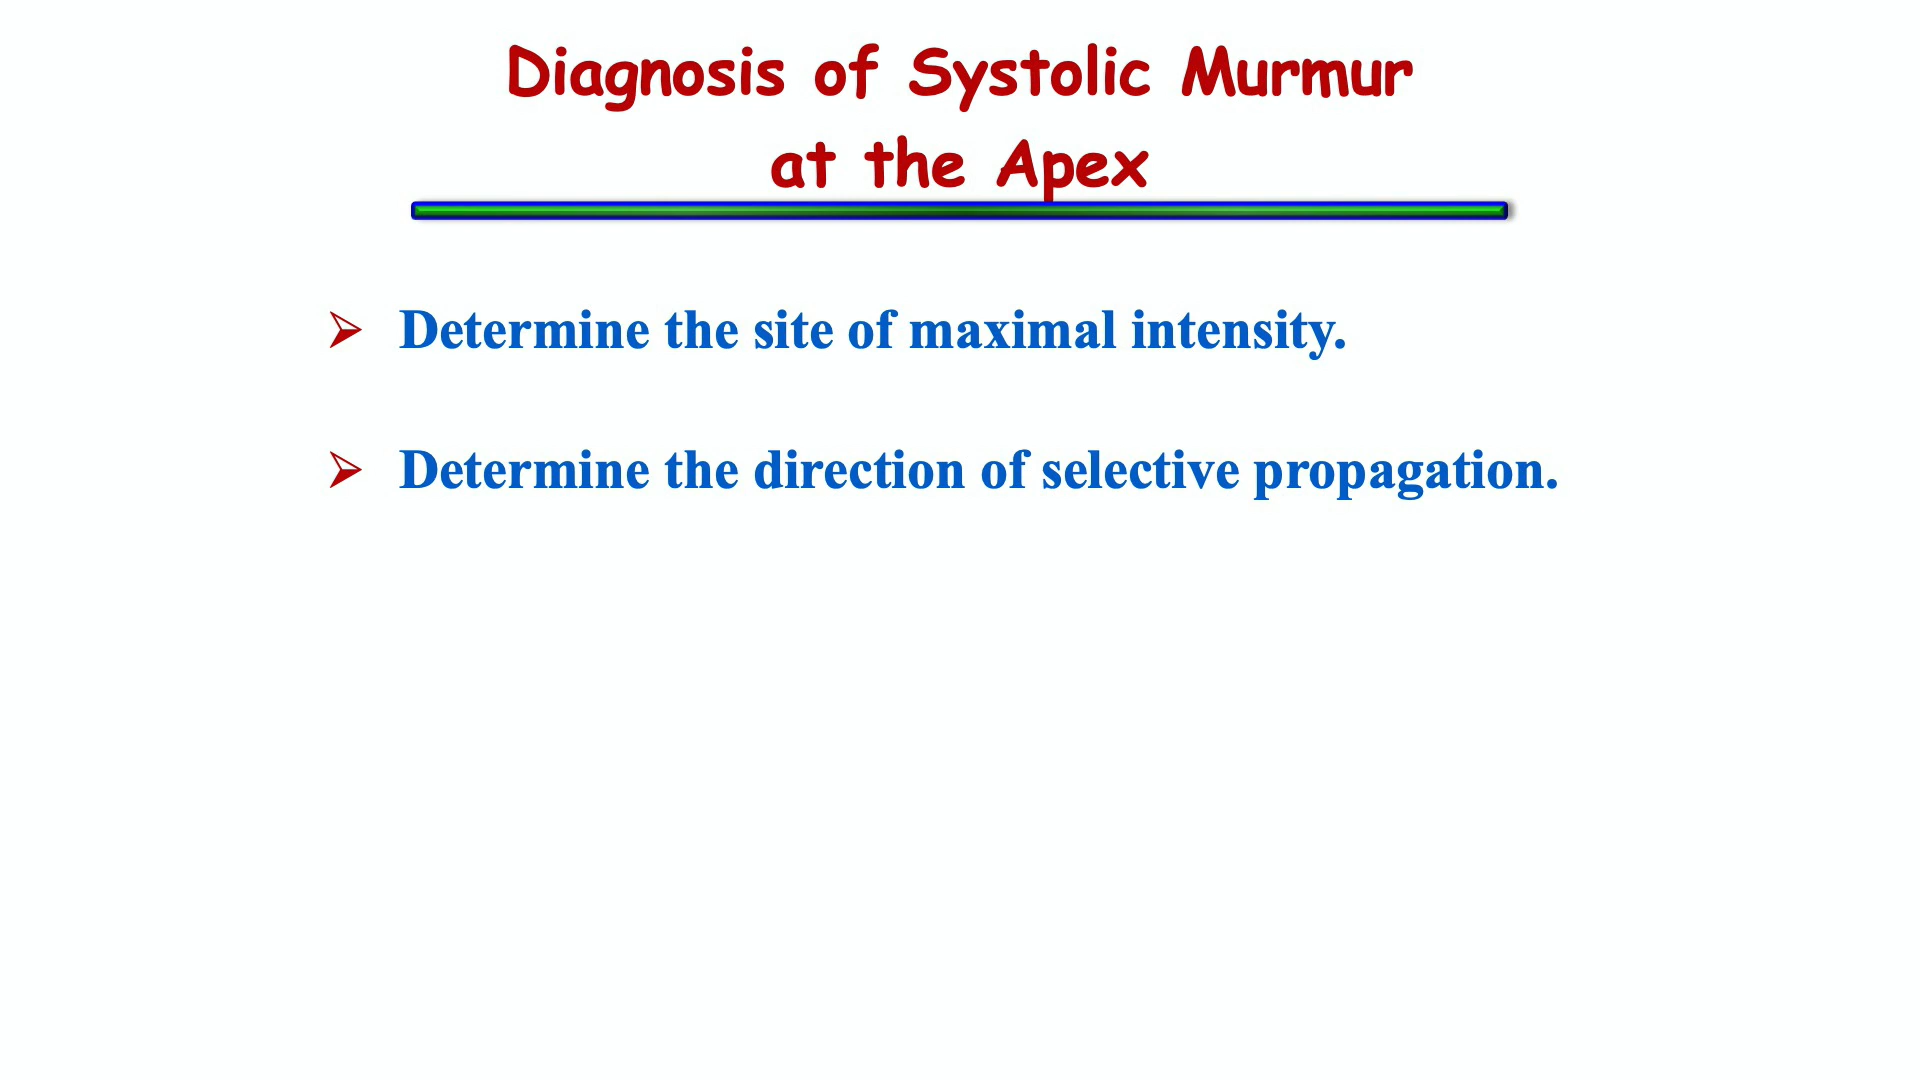 Diagnosis of Systolic Murmur
at the Apex
➢ Determine the site of maximal intensity.
➢ Determine the direction of selective propagation.